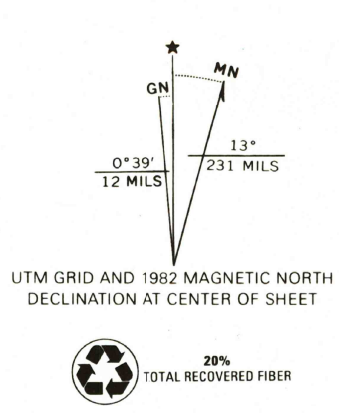 ★
MN
GN
0°39′
12 MILS
13°
231 MILS
UTM GRID AND 1982 MAGNETIC NORTH
DECLINATION AT CENTER OF SHEET
20%
TOTAL RECOVERED FIBER